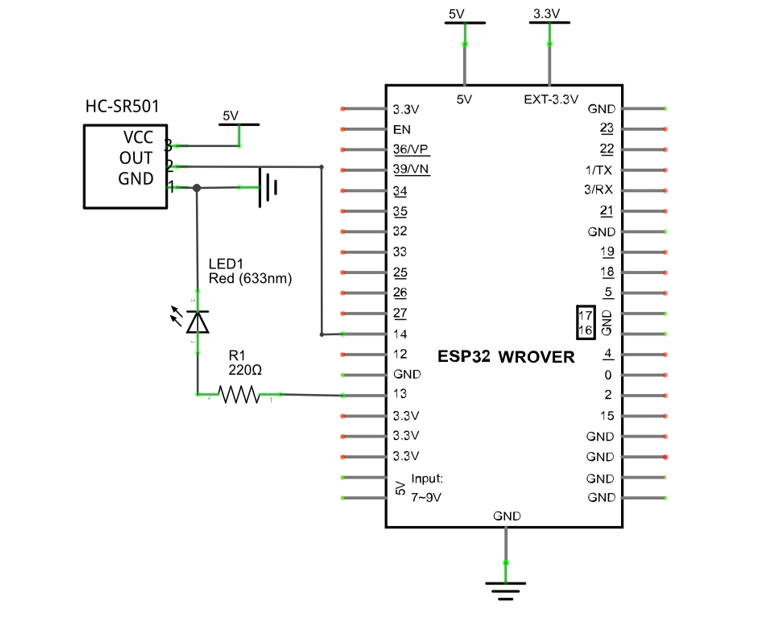 5V
3.3V
HC-SR501
VCC
OUT
GND
3
2
1
5V
LED1
Red (633nm)
R1
220Ω
5V
EXT-3.3V
3.3V
EN
36/VP
39/VN
34
35
32
33
25
26
27
14
12
GND
13
3.3V
3.3V
3.3V
5V
Input:
7~9V
ESP32 WROVER
GND
23
22
1/TX
3/RX
21
GND
19
18
5
17
16
GND
4
0
2
15
GND
GND
GND
GND
GND